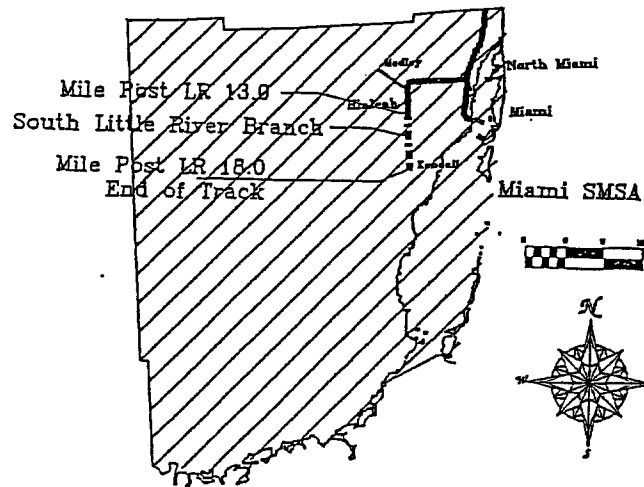 Medley
North Miami
Mile Post LR 13.0
Hialeah
Miami
South Little River Branch
Mile Post LR 18.0
Kendall
End of Track
Miami SMSA
N
W
S